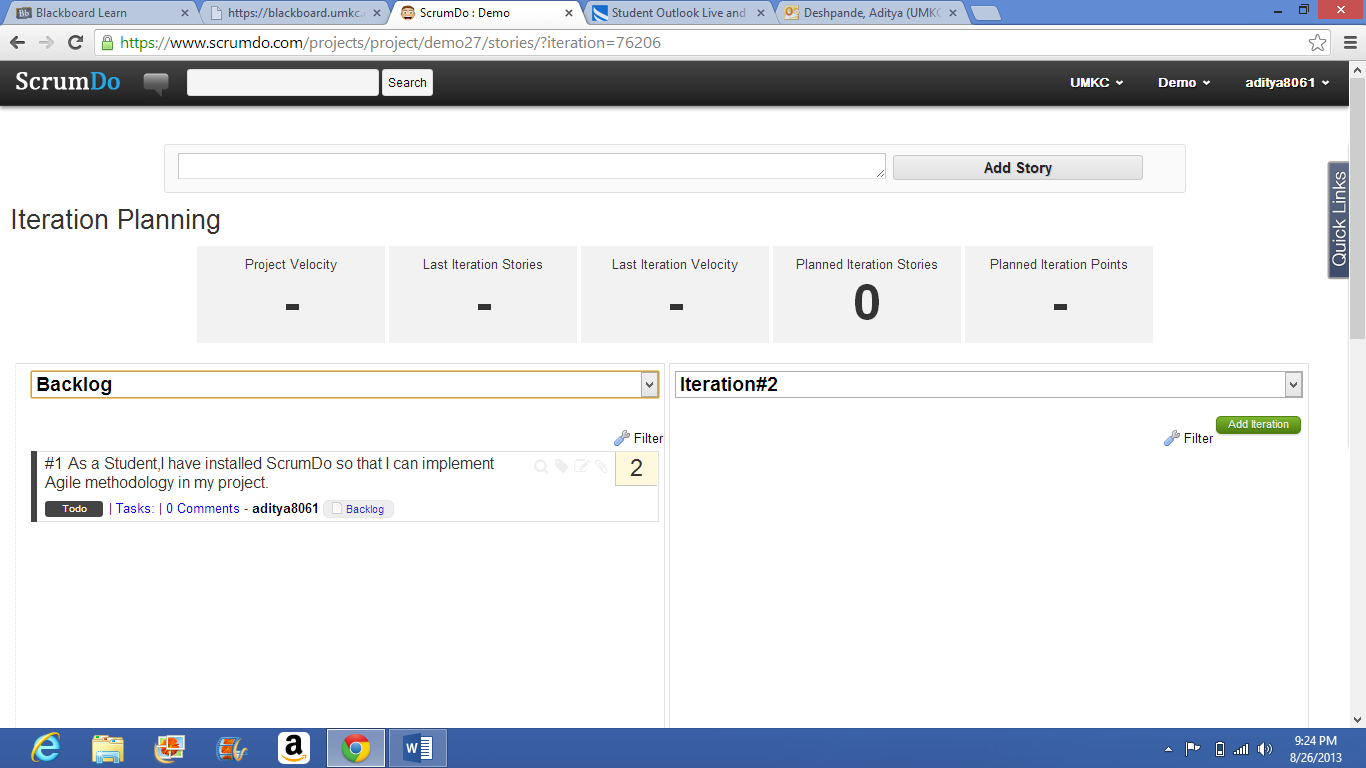 Blackboard Learn
https://blackboard.umkc.
ScrumDo : Demo
Student Outlook Live and
Deshpande, Aditya (UMKC
https://www.scrumdo.com/projects/project/demo27/stories/?iteration=76206
ScrumDo
Search
UMKC
Demo
aditya8061
Add Story
Quick Links
Iteration Planning
Project Velocity
-
Last Iteration Stories
-
Last Iteration Velocity
-
Planned Iteration Stories
0
Planned Iteration Points
-
Backlog
Filter
#1 As a Student,I have installed ScrumDo so that I can implement
Agile methodology in my project.
2
Todo | Tasks: | 0 Comments - aditya8061 Backlog
Iteration#2
Add Iteration
Filter
9:24 PM
8/26/2013